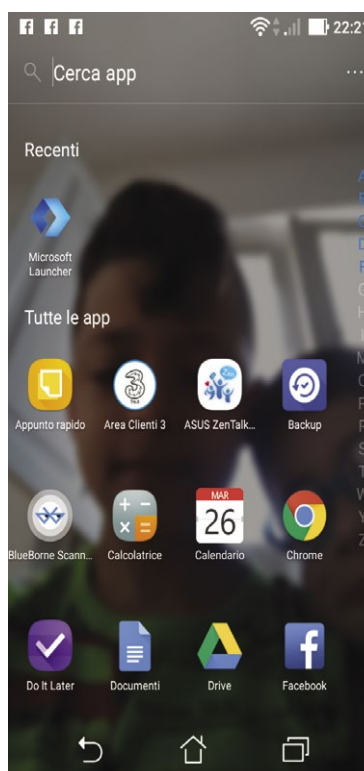 22:21
Cerca app
Recenti
Microsoft
Launcher
Tutte le app
Appunto rapido
Area Clienti 3
ASUS ZenTalk...
Backup
BlueBorne Scann...
Calcolatrice
MAR
26
Calendario
Chrome
Do It Later
Documenti
Drive
Facebook